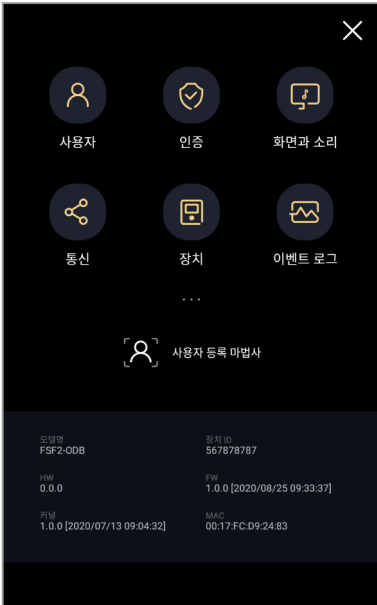 사용자 인증 화면과 소리
통신 장치 이벤트 로그
...
사용자 등록 마법사
모델명 장치 ID
FSF2-ODB 567878787
HW FW
0.0.0 1.0.0 [2020/08/25 09:33:37]
커널 MAC
1.0.0 [2020/07/13 09:04:32] 00:17:FC:D9:24:83